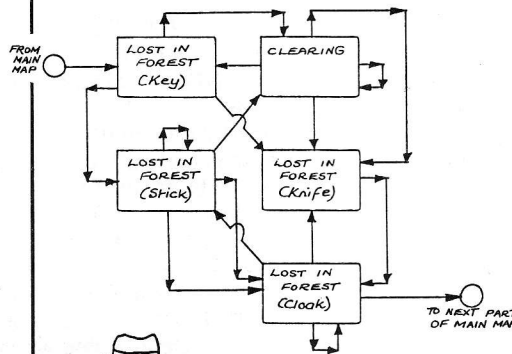 FROM
MAIN
MAP
LOST IN
FOREST
(Key)
CLEARING
LOST IN
FOREST
(Stick)
LOST IN
FOREST
(Knife)
LOST IN
FOREST
(Cloak)
TO NEXT PART
OF MAIN MA